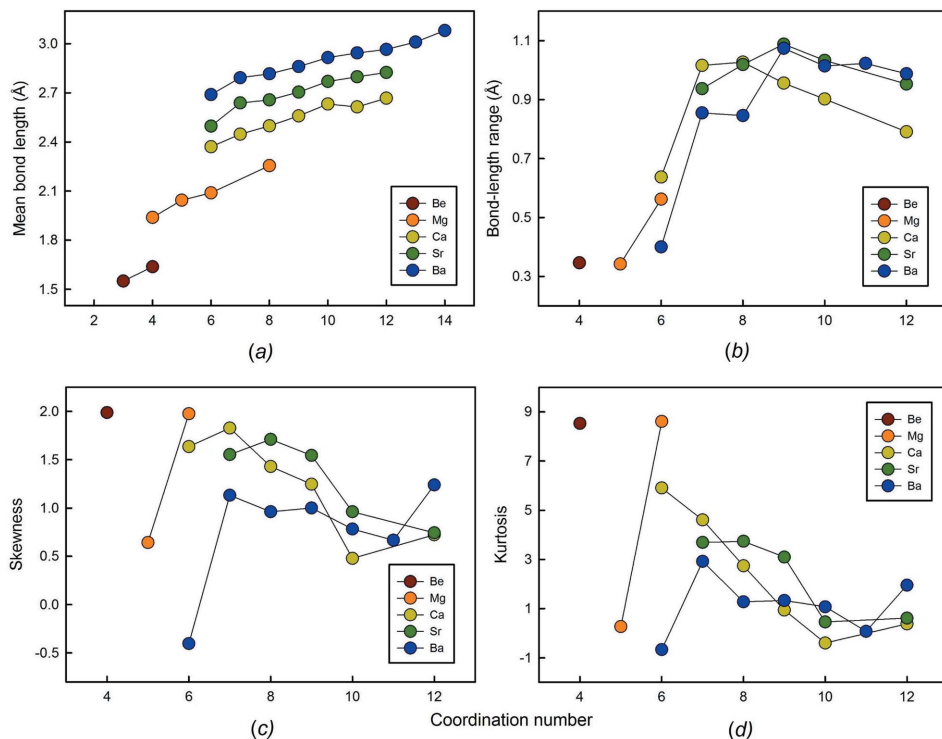 Mean bond length (Å)
3.0
2.7
2.4
2.1
1.8
1.5
Be
Mg
Ca
Sr
Ba
2 4 6 8 10 12 14
(a)
Bond-length range (Å)
1.1
0.9
0.7
0.5
0.3
Be
Mg
Ca
Sr
Ba
4 6 8 10 12
(b)
Skewness
2.0
1.5
1.0
0.5
0.0
-0.5
Be
Mg
Ca
Sr
Ba
4 6 8 10 12
(c)
Kurtosis
9
7
5
3
1
-1
Be
Mg
Ca
Sr
Ba
4 6 8 10 12
(d)
Coordination number